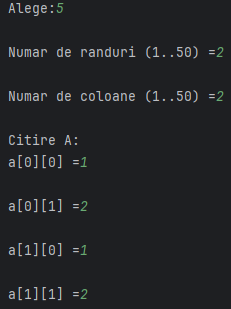 Alege:5
Numar de randuri (1..50) =2
Numar de coloane (1..50) =2
Citire A:
a[0][0] =1
a[0][1] =2
a[1][0] =1
a[1][1] =2